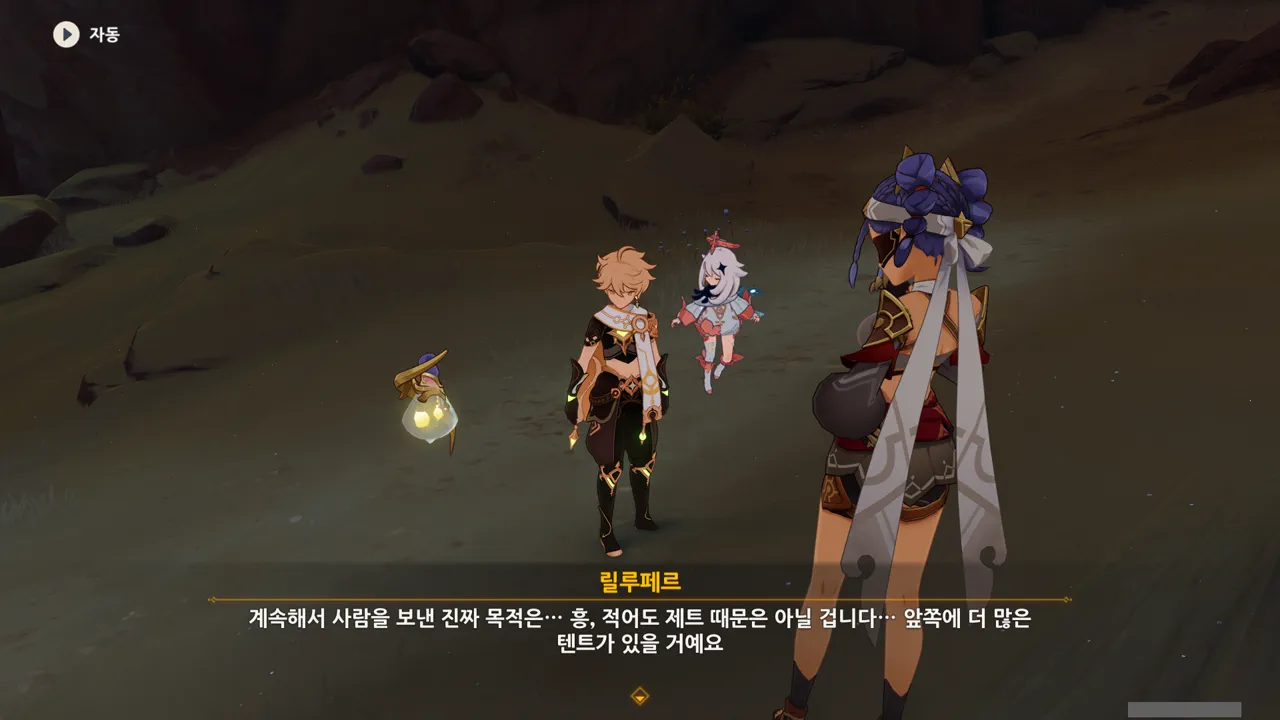 자동
릴루페르
계속해서 사람을 보낸 진짜 목적은… 흥, 적어도 제트 때문은 아닐 겁니다… 앞쪽에 더 많은
텐트가 있을 거예요